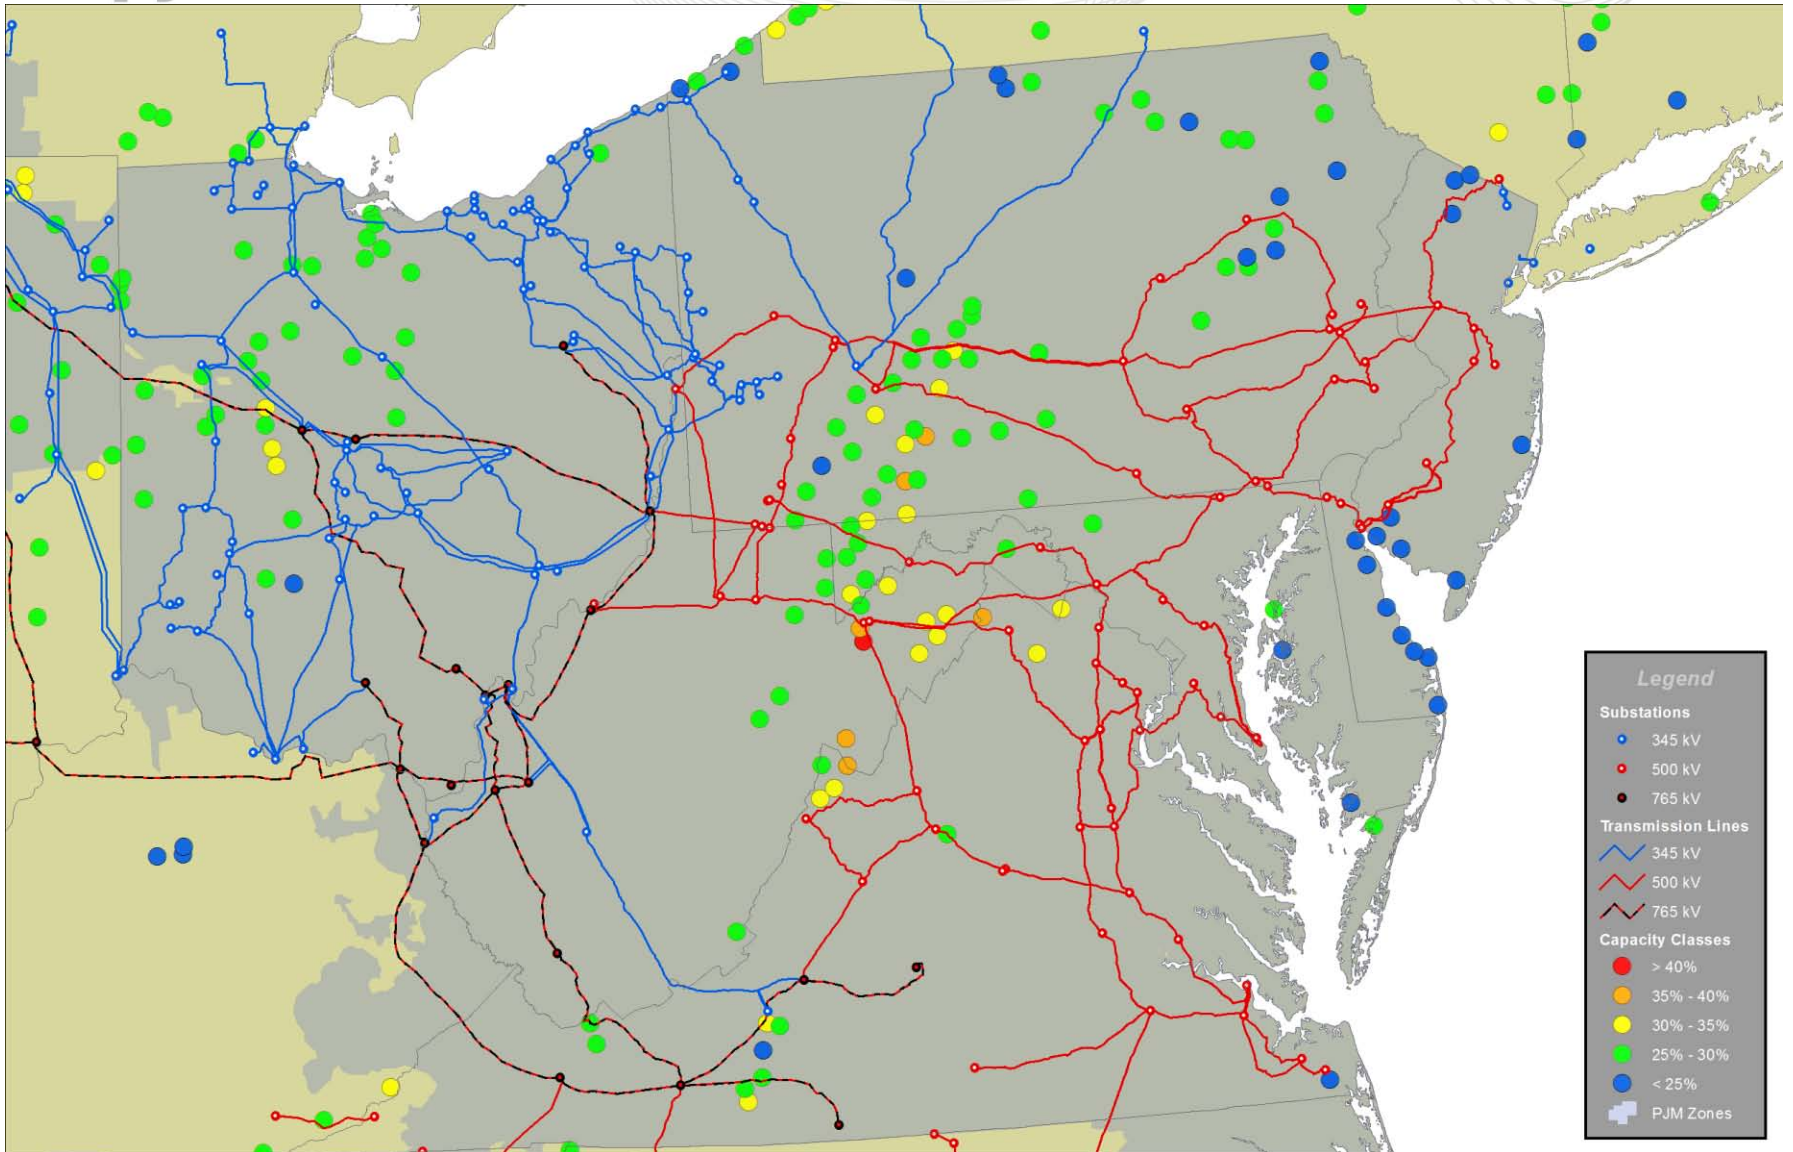 Legend
Substations
345 kV
500 kV
765 kV
Transmission Lines
345 kV
500 kV
765 kV
Capacity Classes
> 40%
35% - 40%
30% - 35%
25% - 30%
< 25%
PJM Zones